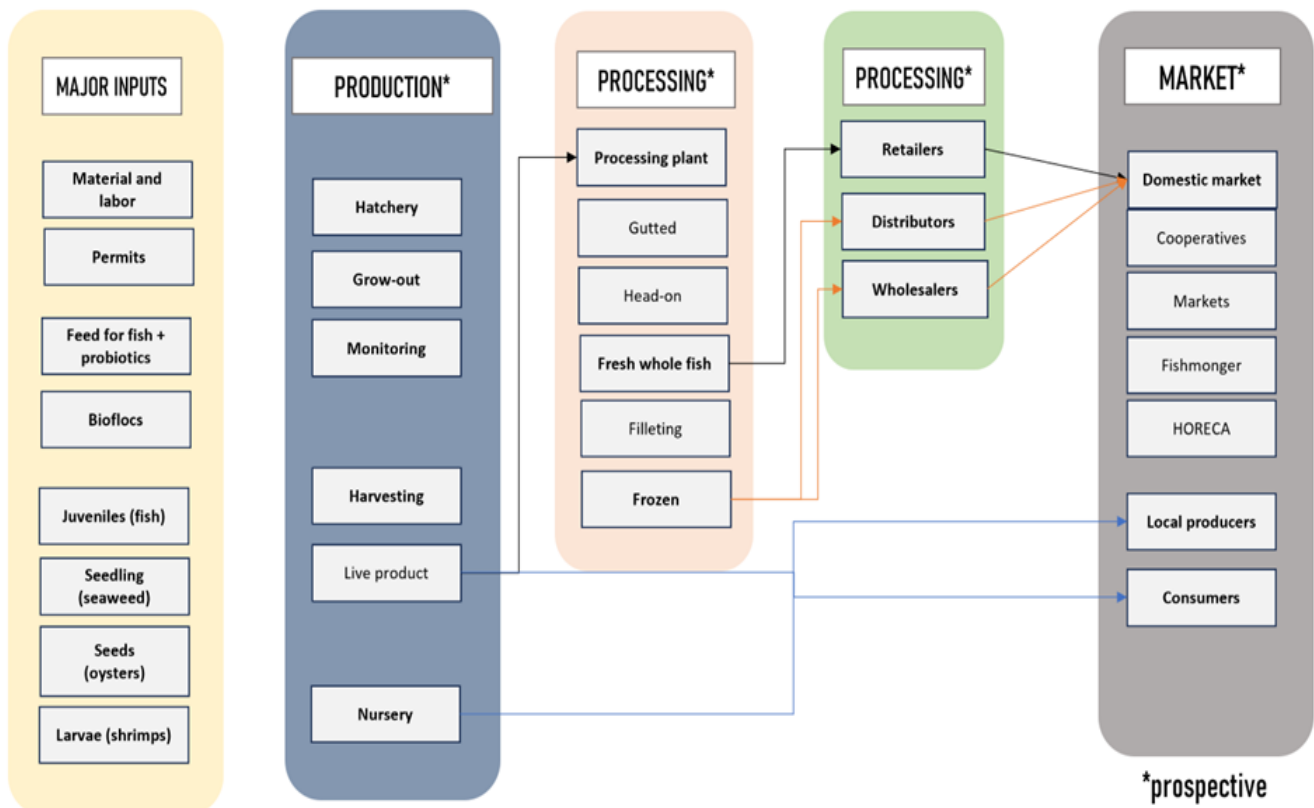 MAJOR INPUTS
Material and
labor
Permits
Feed for fish +
probiotics
Bioflocs
Juveniles (fish)
Seedling
(seaweed)
Seeds
(oysters)
Larvae (shrimps)
PRODUCTION*
Hatchery
Grow-out
Monitoring
Harvesting
Live product
Nursery
PROCESSING*
Processing plant
Gutted
Head-on
Fresh whole fish
Filleting
Frozen
PROCESSING*
Retailers
Distributors
Wholesalers
MARKET*
Domestic market
Cooperatives
Markets
Fishmonger
HORECA
Local producers
Consumers
*prospective